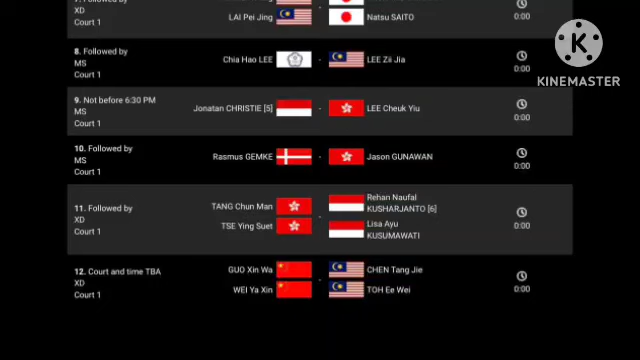 7. Followed by
XD
Court 1
LAI Pei Jing - Natsu SAITO
0:00
8. Followed by
MS
Court 1
Chia Hao LEE - LEE Zii Jia
0:00
9. Not before 6:30 PM
MS
Court 1
Jonatan CHRISTIE [5] - LEE Cheuk Yiu
0:00
10. Followed by
MS
Court 1
Rasmus GEMKE - Jason GUNAWAN
0:00
11. Followed by
XD
Court 1
TANG Chun Man
TSE Ying Suet
-
Rehan Naufal
KUSHARJANTO [6]
Lisa Ayu
KUSUMAWATI
0:00
12. Court and time TBA
XD
Court 1
GUO Xin Wa
WEI Ya Xin
-
CHEN Tang Jie
TOH Ee Wei
0:00
K
KINEMASTER